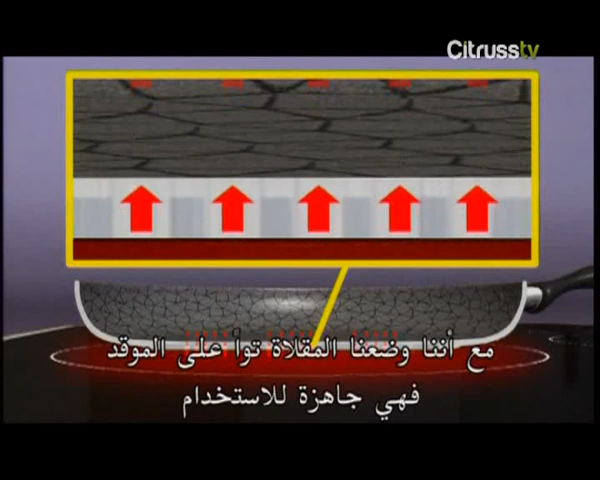 Citrusstv
مع أننا وضعنا المقلاة تواً على الموقد
فهي جاهزة للاستخدام